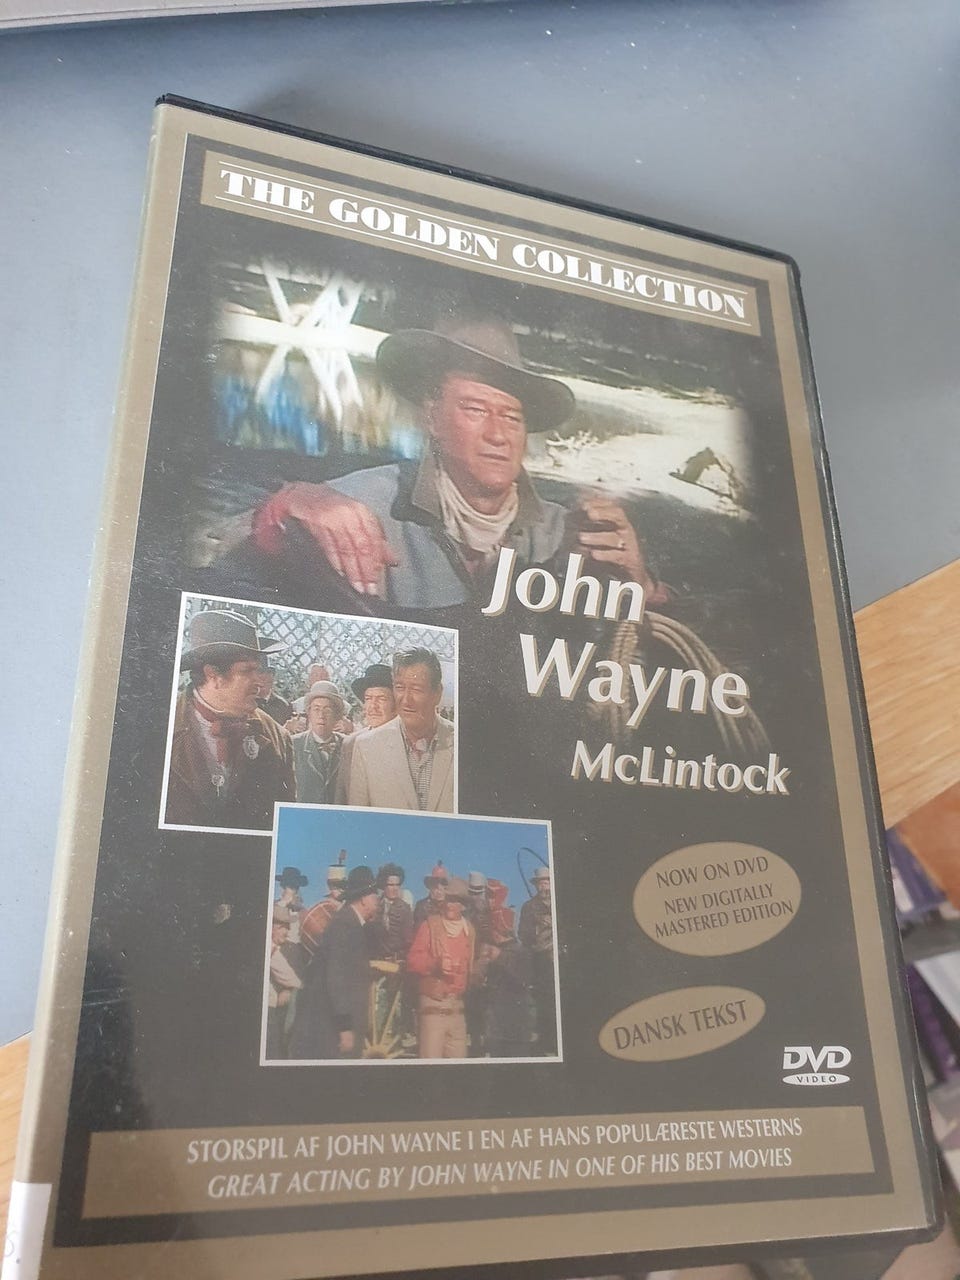 THE GOLDEN COLLECTION
John
Wayne
McLintock
NOW ON DVD
NEW DIGITALLY
MASTERED EDITION
DANSK TEKST
DVD
VIDEO
STORSPIL AF JOHN WAYNE I EN AF HANS POPULÆRESTE WESTERNS
GREAT ACTING BY JOHN WAYNE IN ONE OF HIS BEST MOVIES